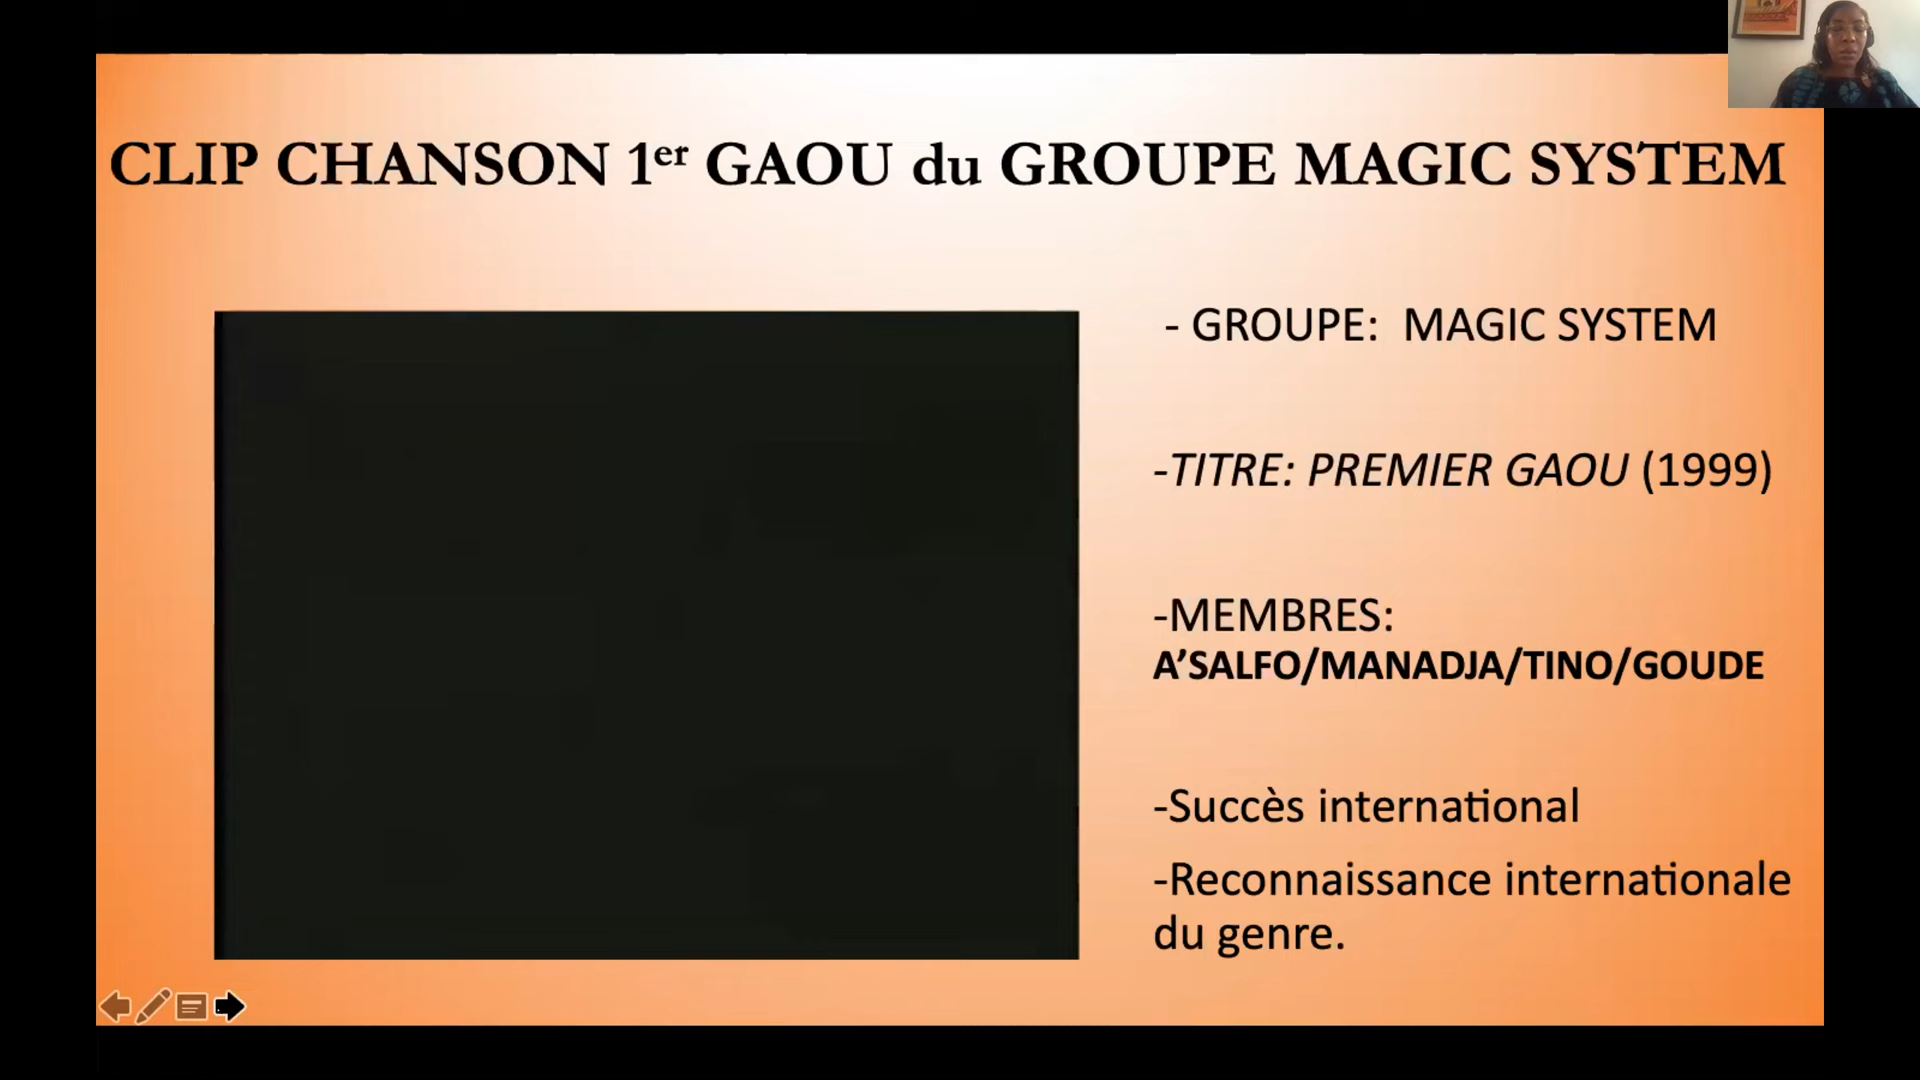 CLIP CHANSON 1er GAOU du GROUPE MAGIC SYSTEM
- GROUPE: MAGIC SYSTEM
-TITRE: PREMIER GAOU (1999)
-MEMBRES:
A’SALFO/MANADJA/TINO/GOUDE
-Succès international
-Reconnaissance internationale
du genre.